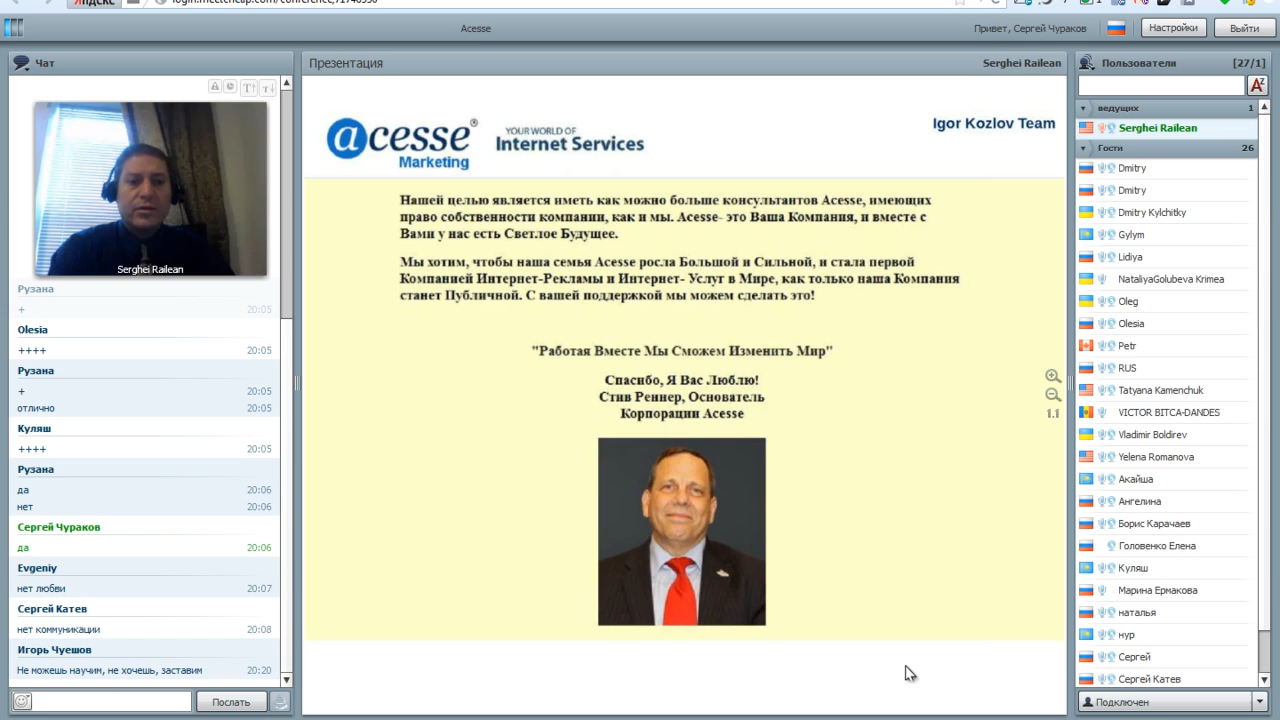 Яндекс
login.meetcheap.com/conference,71748550
Acesse
Привет, Сергей Чураков
Настройки
Выйти
Чат
Serghei Railean
Рузана
+ 20:05
Olesia
++++ 20:05
Рузана
+ 20:05
отлично 20:05
Куляш
++++ 20:05
Рузана
да 20:06
нет 20:06
Сергей Чураков
да 20:06
Evgeniy
нет любви 20:07
Сергей Катев
нет коммуникации 20:08
Игорь Чуешов
Не можешь научим, не хочешь, заставим 20:20
Послать
Презентация
Serghei Railean
acesse®
Marketing
YOUR WORLD OF
Internet Services
Igor Kozlov Team
Нашей целью является иметь как можно больше консультантов Acesse, имеющих
право собственности компании, как и мы. Acesse- это Ваша Компания, и вместе с
Вами у нас есть Светлое Будущее.
Мы хотим, чтобы наша семья Acesse росла Большой и Сильной, и стала первой
Компанией Интернет-Рекламы и Интернет- Услуг в Мире, как только наша Компания
станет Публичной. С вашей поддержкой мы можем сделать это!
"Работая Вместе Мы Сможем Изменить Мир"
Спасибо, Я Вас Люблю!
Стив Реннер, Основатель
Корпорации Acesse
1.1
Пользователи [27/1]
ведущих 1
Serghei Railean
Гости 26
Dmitry
Dmitry
Dmitry Kylchitky
Gylym
Lidiya
NataliyaGolubeva Krimea
Oleg
Olesia
Petr
RUS
Tatyana Kamenchuk
VICTOR BITCA-DANDES
Vladimir Boldirev
Yelena Romanova
Акайша
Ангелина
Борис Карачаев
Головенко Елена
Куляш
Марина Ермакова
наталья
нур
Сергей
Сергей Катев
Подключен